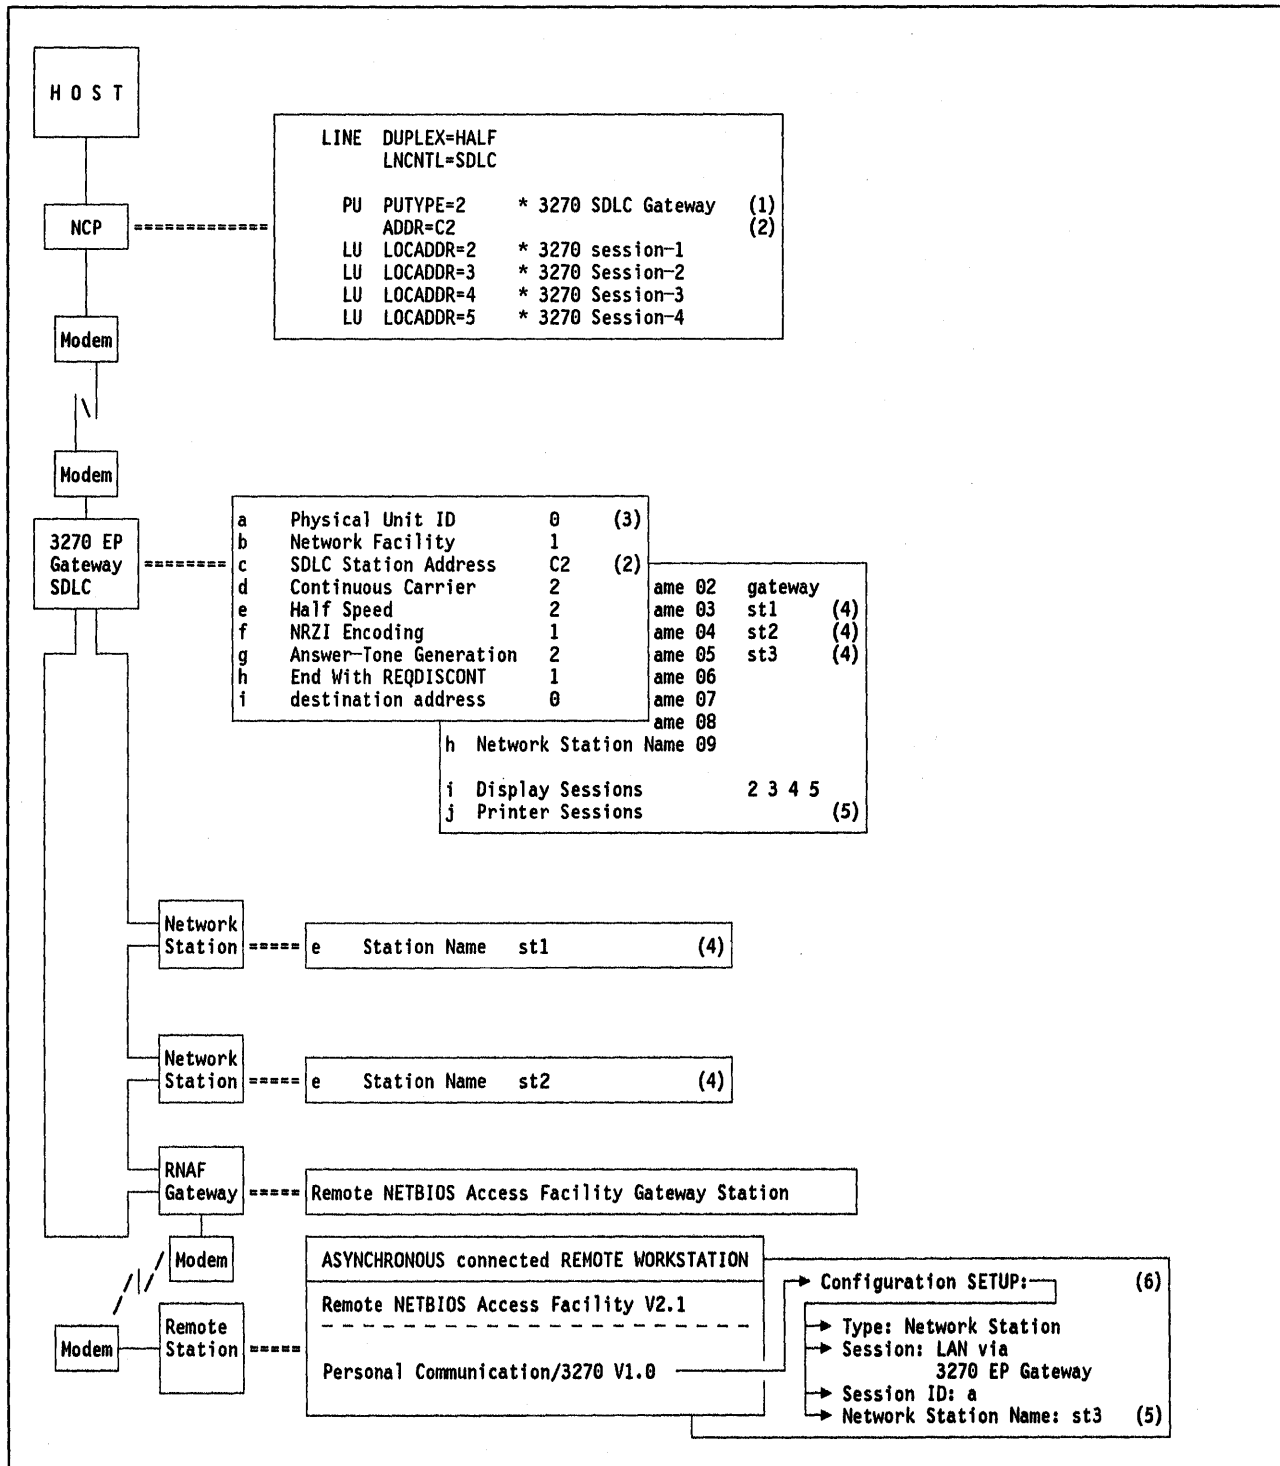 H O S T
LINE DUPLEX=HALF
LNCNTL=SDLC
PU PUTYPE=2 * 3270 SDLC Gateway (1)
ADDR=C2 (2)
LU LOCADDR=2 * 3270 session-1
LU LOCADDR=3 * 3270 Session-2
LU LOCADDR=4 * 3270 Session-3
LU LOCADDR=5 * 3270 Session-4
NCP =============
Modem
Modem
3270 EP
Gateway
SDLC
========
a Physical Unit ID 0 (3)
b Network Facility 1
c SDLC Station Address C2 (2)
d Continuous Carrier 2
e Half Speed 2
f NRZI Encoding 1
g Answer-Tone Generation 2
h End With REQDISCONT 1
i destination address 0
ame 02 gateway
ame 03 st1 (4)
ame 04 st2 (4)
ame 05 st3 (4)
ame 06
ame 07
ame 08
h Network Station Name 09
i Display Sessions 2 3 4 5
j Printer Sessions (5)
Network
Station ===== e Station Name st1 (4)
Network
Station ===== e Station Name st2 (4)
RNAF
Gateway ===== Remote NETBIOS Access Facility Gateway Station
Modem
Modem
Remote
Station =====
ASYNCHRONOUS connected REMOTE WORKSTATION
Remote NETBIOS Access Facility V2.1
Personal Communication/3270 V1.0
Configuration SETUP: (6)
Type: Network Station
Session: LAN via
3270 EP Gateway
Session ID: a
Network Station Name: st3 (5)